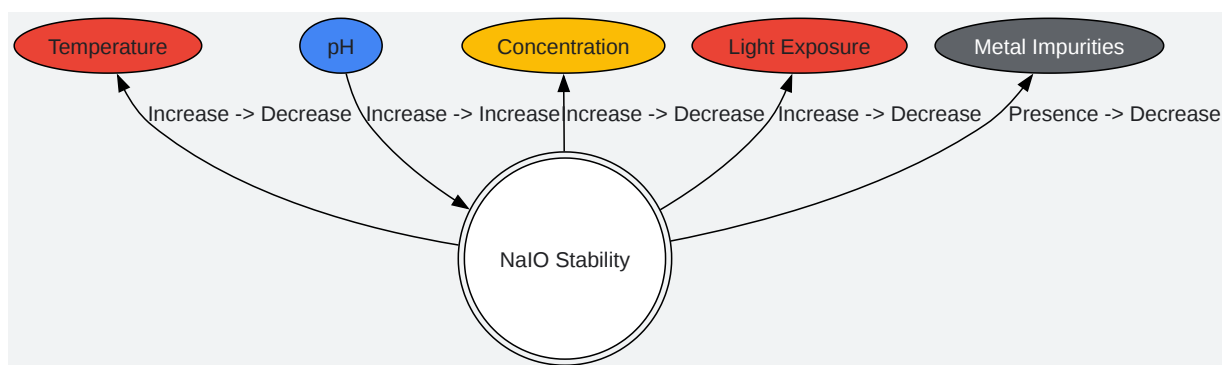 Temperature
pH
Concentration
Light Exposure
Metal Impurities
Increase -> Decrease
Increase -> Increase
Increase -> Decrease
Increase -> Decrease
Presence -> Decrease
NaIO Stability